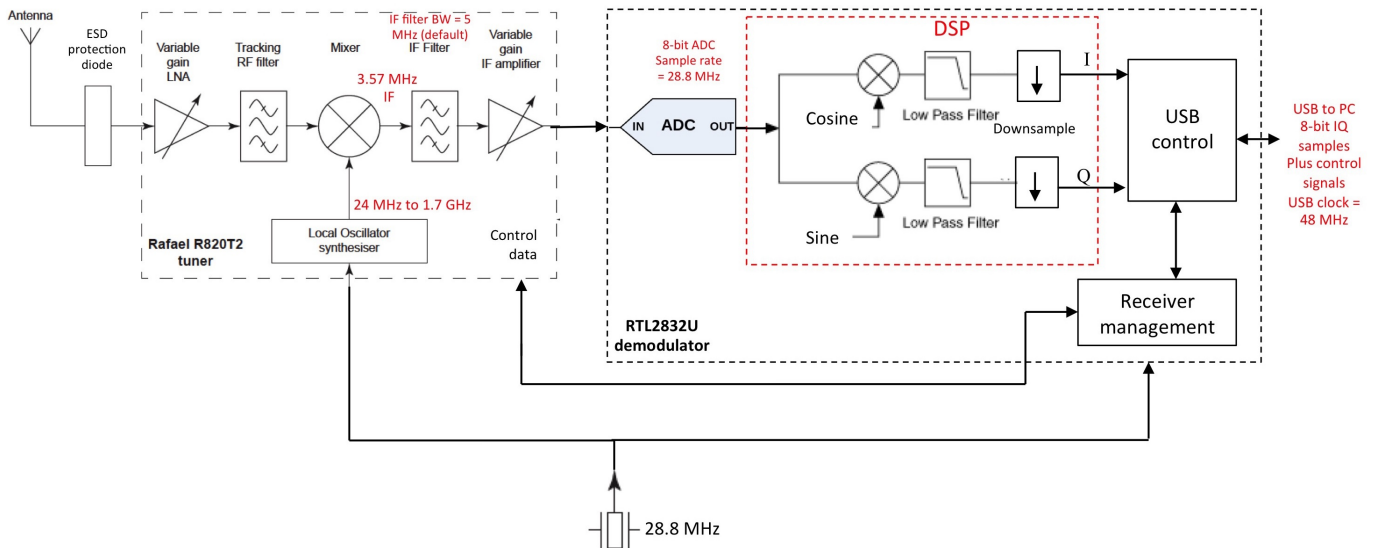 Antenna
ESD
protection
diode
Variable
gain
LNA
Tracking
RF filter
Mixer
IF filter BW = 5
MHz (default)
IF Filter
Variable
gain
IF amplifier
3.57 MHz
IF
24 MHz to 1.7 GHz
Local Oscillator
synthesiser
Rafael R820T2
tuner
Control
data
8-bit ADC
Sample rate
= 28.8 MHz
IN
ADC
OUT
DSP
Cosine
Low Pass Filter
Downsample
I
Sine
Low Pass Filter
Q
USB
control
USB to PC
8-bit IQ
samples
Plus control
signals
USB clock =
48 MHz
Receiver
management
RTL2832U
demodulator
28.8 MHz